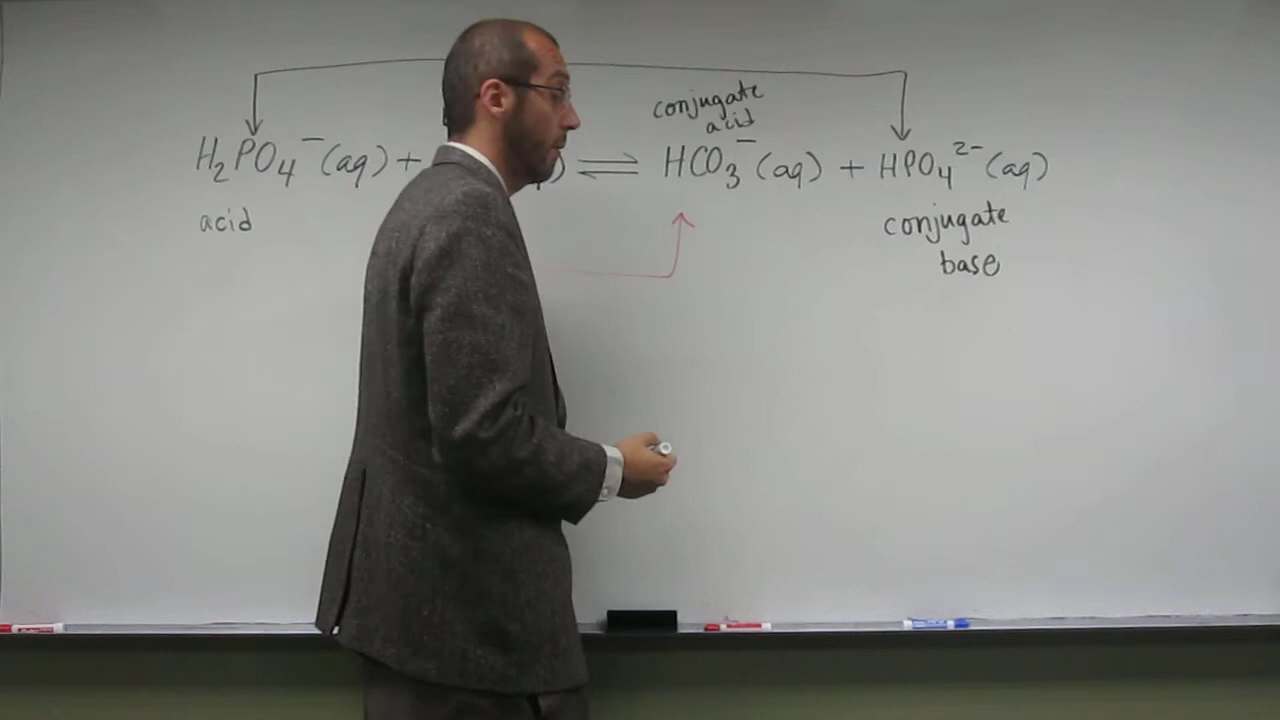 conjugate
acid
H₂PO₄⁻(aq) + ) ⇌ HCO₃⁻(aq) + HPO₄²⁻(aq)
acid
conjugate
base